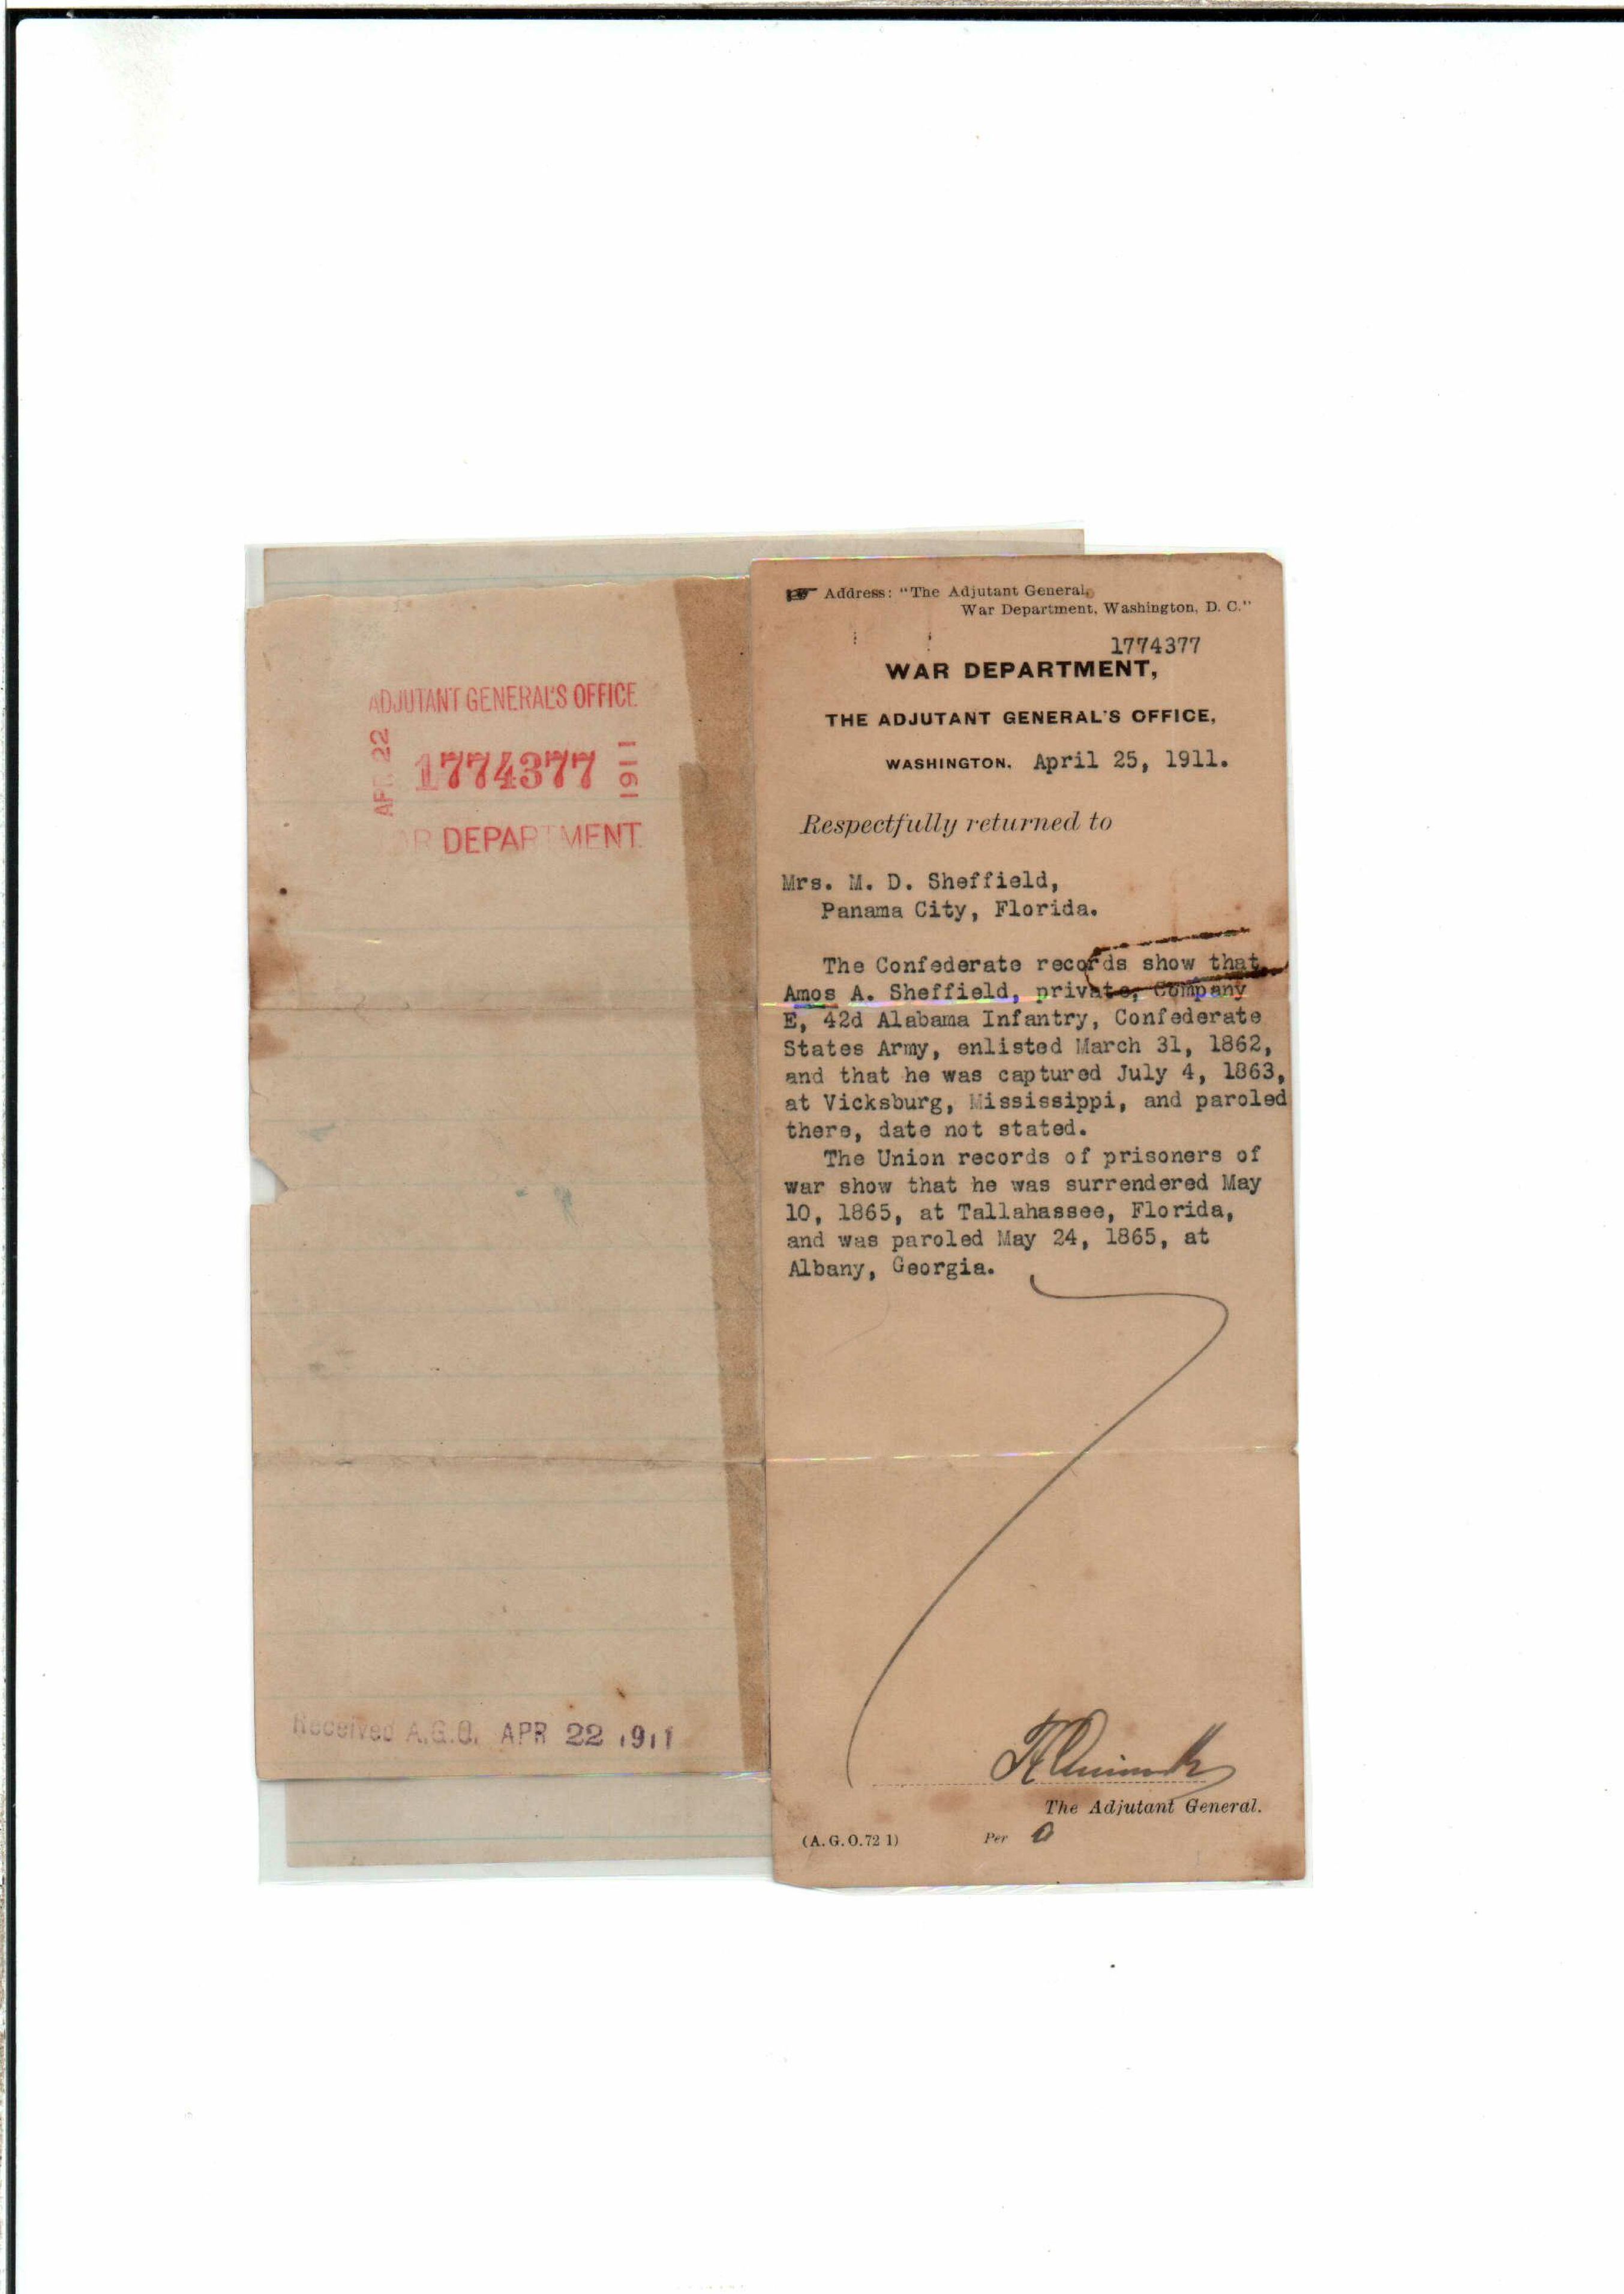 ADJUTANT GENERAL'S OFFICE
APR 22
1774377
1911
DEPARTMENT
Received A.G.O. APR 22 1911
Address: "The Adjutant General,
War Department, Washington, D. C."
1774377
WAR DEPARTMENT,
THE ADJUTANT GENERAL'S OFFICE,
WASHINGTON. April 25, 1911.
Respectfully returned to
Mrs. M. D. Sheffield,
Panama City, Florida.
The Confederate records show that
Amos A. Sheffield, private, Company
E, 42d Alabama Infantry, Confederate
States Army, enlisted March 31, 1862,
and that he was captured July 4, 1863,
at Vicksburg, Mississippi, and paroled
there, date not stated.
The Union records of prisoners of
war show that he was surrendered May
10, 1865, at Tallahassee, Florida,
and was paroled May 24, 1865, at
Albany, Georgia.
The Adjutant General.
(A. G. O. 72 1)
Per